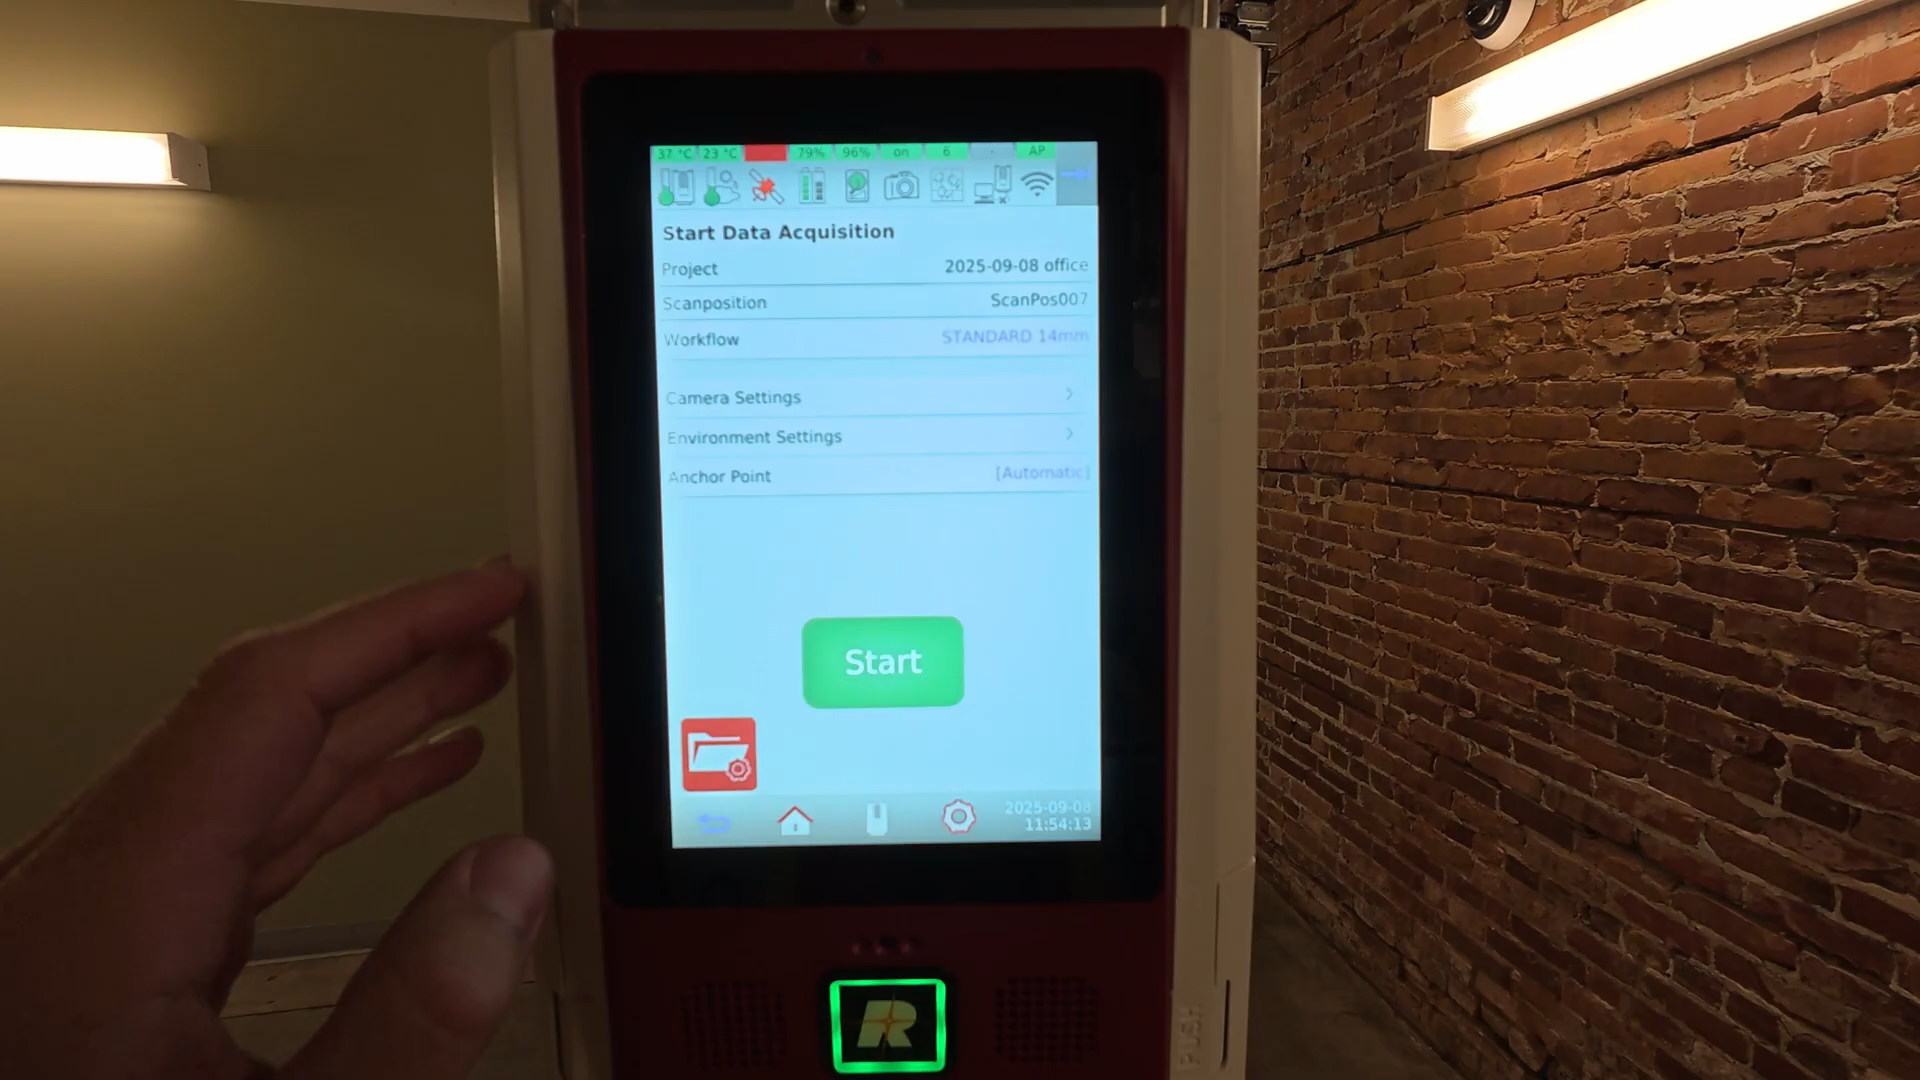 37 °C 23 °C 79% 96% on 6 - AP
Start Data Acquisition
Project 2025-09-08 office
Scanposition ScanPos007
Workflow STANDARD 14mm
Camera Settings
Environment Settings
Anchor Point [Automatic]
Start
2025-09-08
11:54:13
R
PUSH